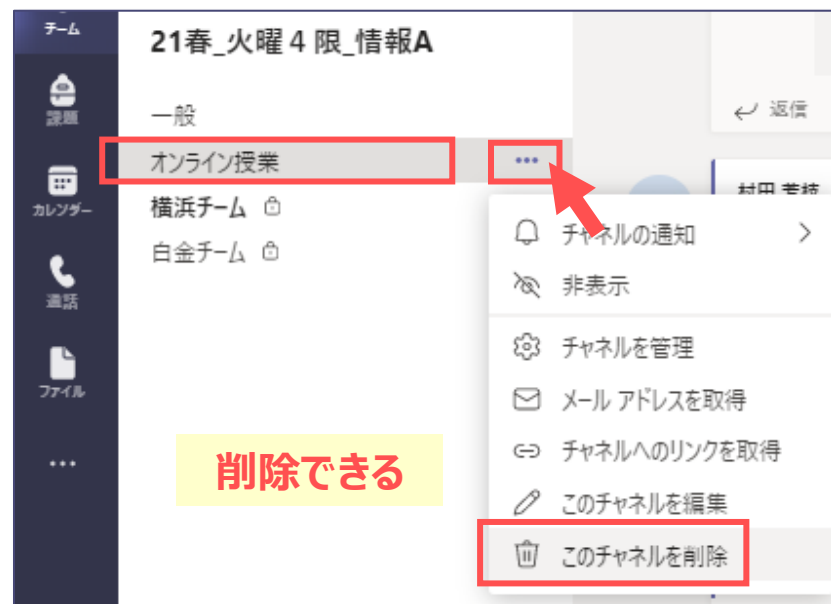 チーム
課題
カレンダー
通話
ファイル
21春_火曜４限_情報A
一般
オンライン授業
横浜チーム
白金チーム
削除できる
返信
村田
チャネルの通知
非表示
チャネルを管理
メール アドレスを取得
チャネルへのリンクを取得
このチャネルを編集
このチャネルを削除